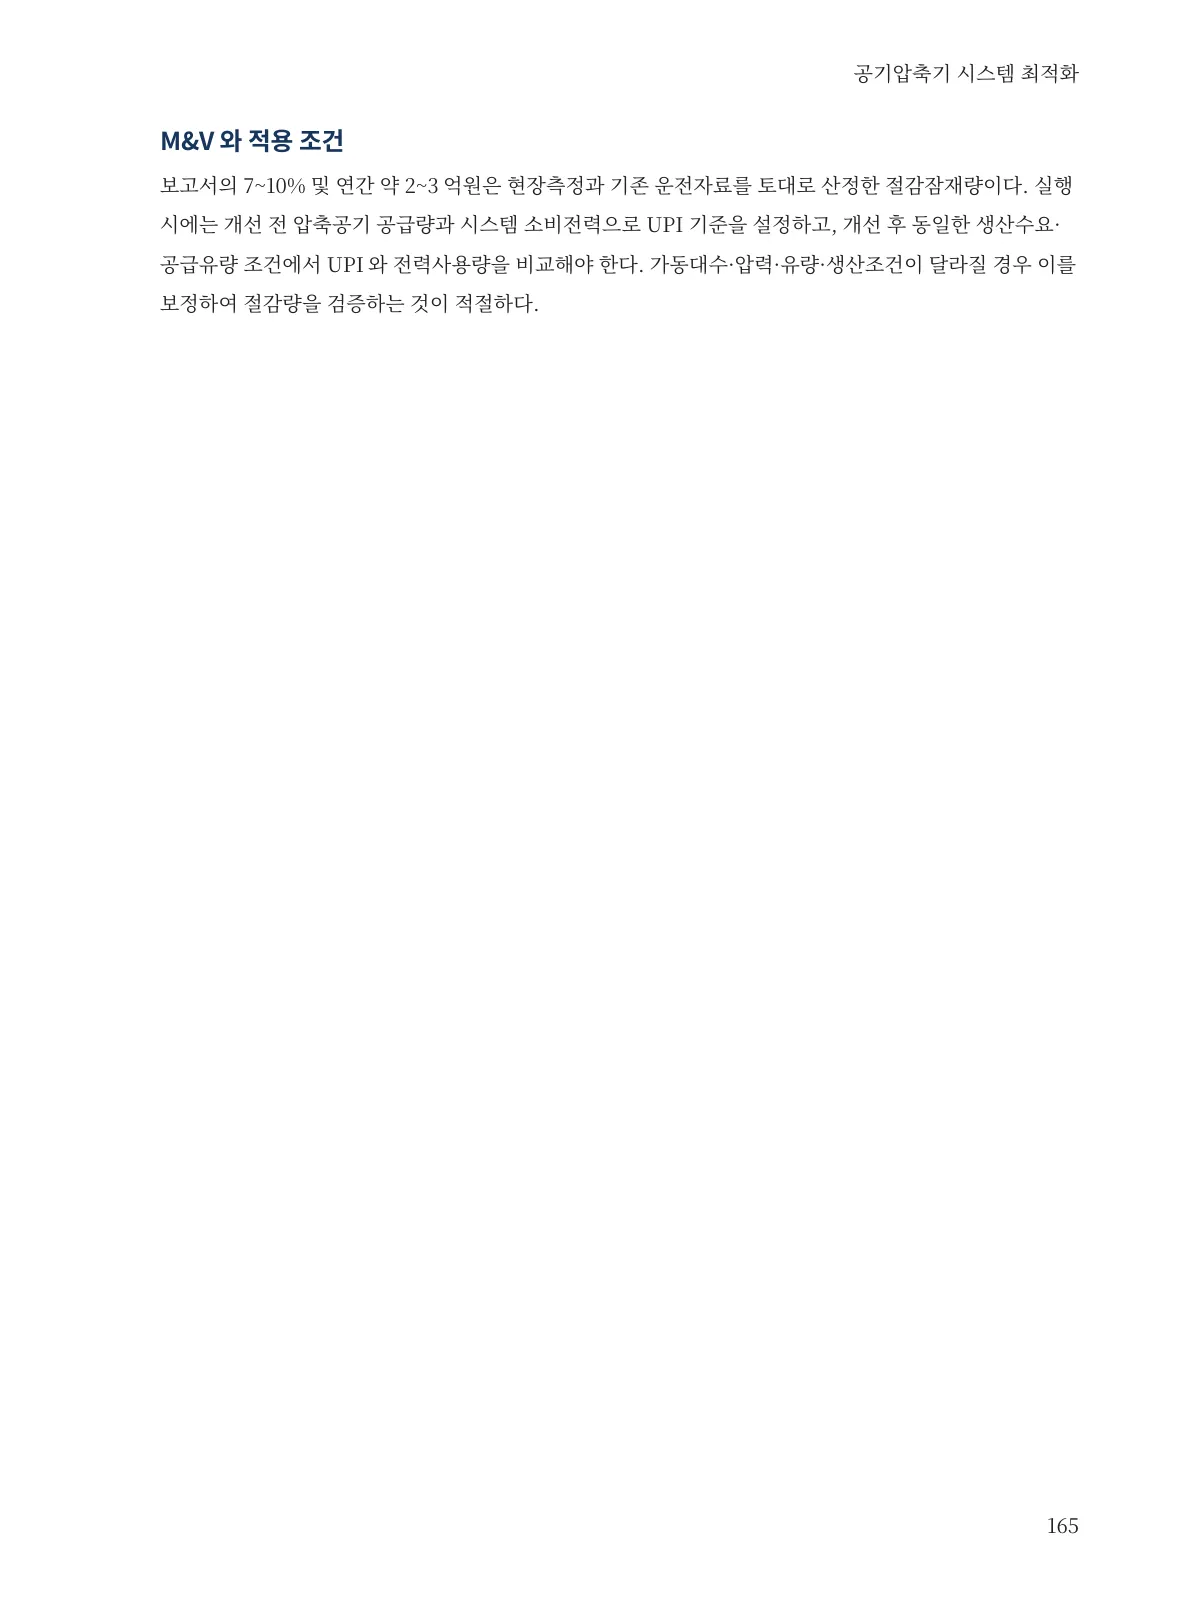 공기압축기 시스템 최적화
M&V 와 적용 조건
보고서의 7~10% 및 연간 약 2~3 억원은 현장측정과 기존 운전자료를 토대로 산정한 절감잠재량이다. 실행
시에는 개선 전 압축공기 공급량과 시스템 소비전력으로 UPI 기준을 설정하고, 개선 후 동일한 생산수요·
공급유량 조건에서 UPI 와 전력사용량을 비교해야 한다. 가동대수·압력·유량·생산조건이 달라질 경우 이를
보정하여 절감량을 검증하는 것이 적절하다.
165